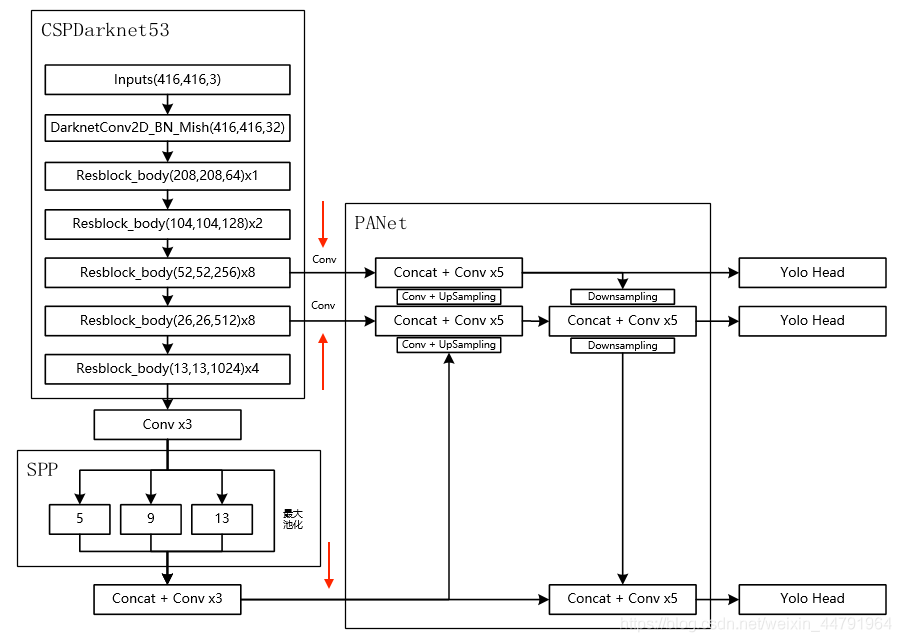 CSPDarknet53
Inputs(416,416,3)
DarknetConv2D_BN_Mish(416,416,32)
Resblock_body(208,208,64)x1
Resblock_body(104,104,128)x2
Resblock_body(52,52,256)x8
Resblock_body(26,26,512)x8
Resblock_body(13,13,1024)x4
Conv x3
SPP
5
9
13
最大
池化
Concat + Conv x3
Conv
Conv
PANet
Concat + Conv x5
Conv + UpSampling
Concat + Conv x5
Conv + UpSampling
Downsampling
Concat + Conv x5
Downsampling
Concat + Conv x5
Yolo Head
Yolo Head
Yolo Head
https://blog.csdn.net/weixin_44791964